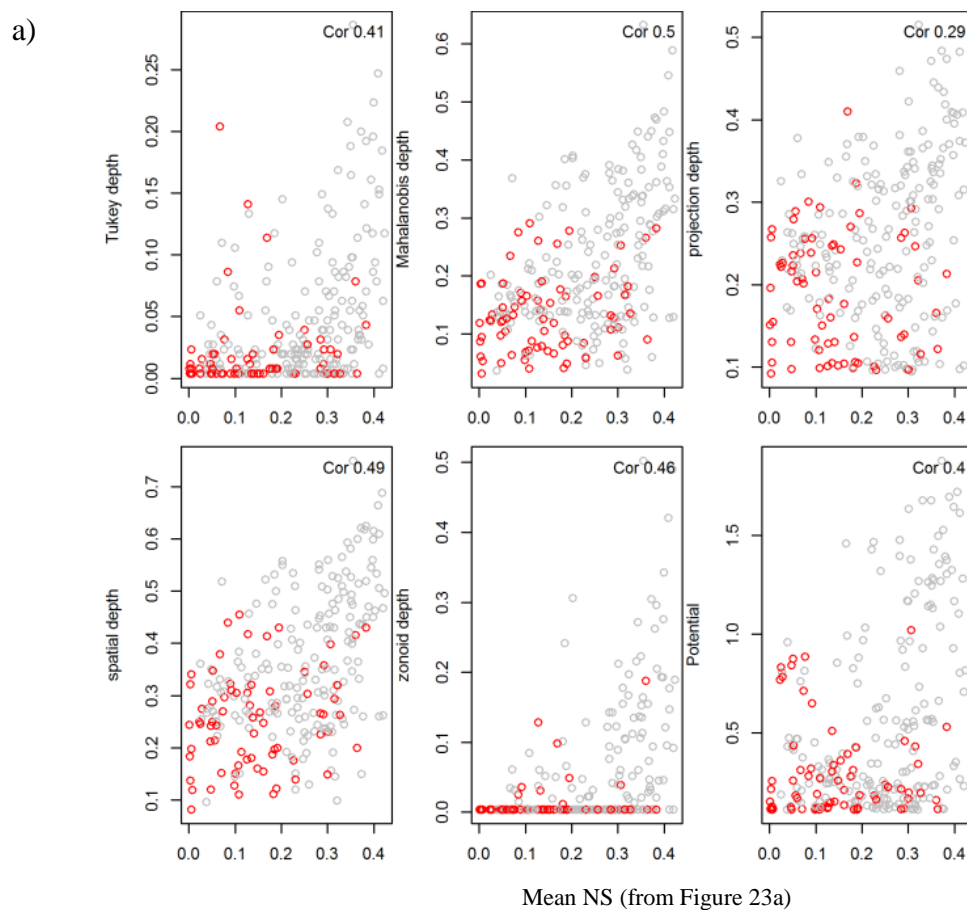 a)
Cor 0.41
Tukey depth
0.00 0.05 0.10 0.15 0.20 0.25
0.0 0.1 0.2 0.3 0.4
Cor 0.5
Mahalanobis depth
0.1 0.2 0.3 0.4 0.5 0.6
0.0 0.1 0.2 0.3 0.4
Cor 0.29
projection depth
0.1 0.2 0.3 0.4 0.5
0.0 0.1 0.2 0.3 0.4
Cor 0.49
spatial depth
0.1 0.2 0.3 0.4 0.5 0.6 0.7
0.0 0.1 0.2 0.3 0.4
Cor 0.46
zonoid depth
0.0 0.1 0.2 0.3 0.4 0.5
0.0 0.1 0.2 0.3 0.4
Cor 0.4
Potential
0.5 1.0 1.5
0.0 0.1 0.2 0.3 0.4
Mean NS (from Figure 23a)